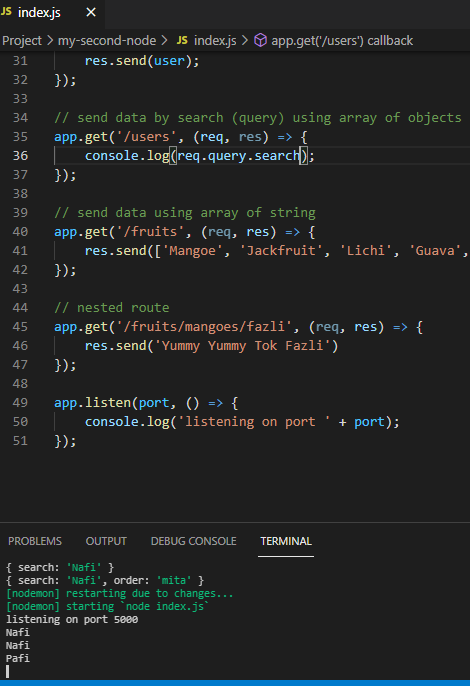 JS index.js ×
Project > my-second-node > JS index.js > app.get('/users') callback
31 res.send(user);
32 });
33
34 // send data by search (query) using array of objects
35 app.get('/users', (req, res) => {
36 console.log(req.query.search);
37 });
38
39 // send data using array of string
40 app.get('/fruits', (req, res) => {
41 res.send(['Mangoe', 'Jackfruit', 'Lichi', 'Guava',
42 });
43
44 // nested route
45 app.get('/fruits/mangoes/fazli', (req, res) => {
46 res.send('Yummy Yummy Tok Fazli')
47 });
48
49 app.listen(port, () => {
50 console.log('listening on port ' + port);
51 });
PROBLEMS OUTPUT DEBUG CONSOLE TERMINAL
{ search: 'Nafi' }
{ search: 'Nafi', order: 'mita' }
[nodemon] restarting due to changes...
[nodemon] starting `node index.js`
listening on port 5000
Nafi
Nafi
Pafi